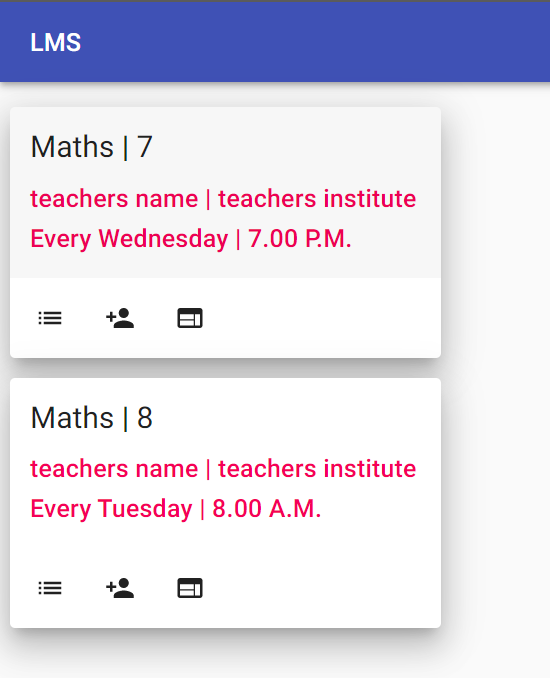 LMS
Maths | 7
teachers name | teachers institute
Every Wednesday | 7.00 P.M.
Maths | 8
teachers name | teachers institute
Every Tuesday | 8.00 A.M.